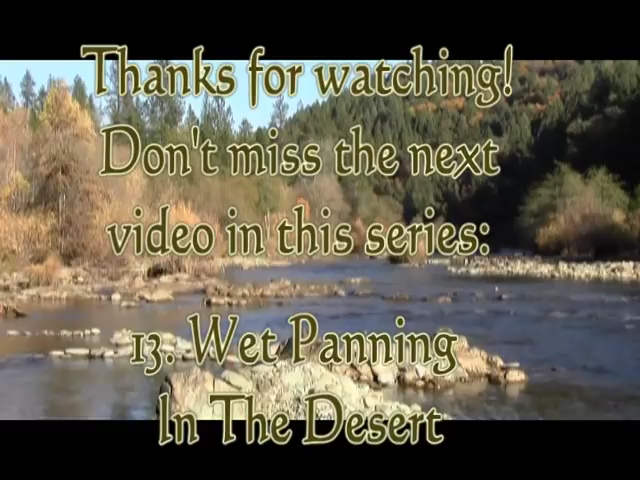 Thanks for watching!
Don't miss the next
video in this series:
13. Wet Panning
In The Desert